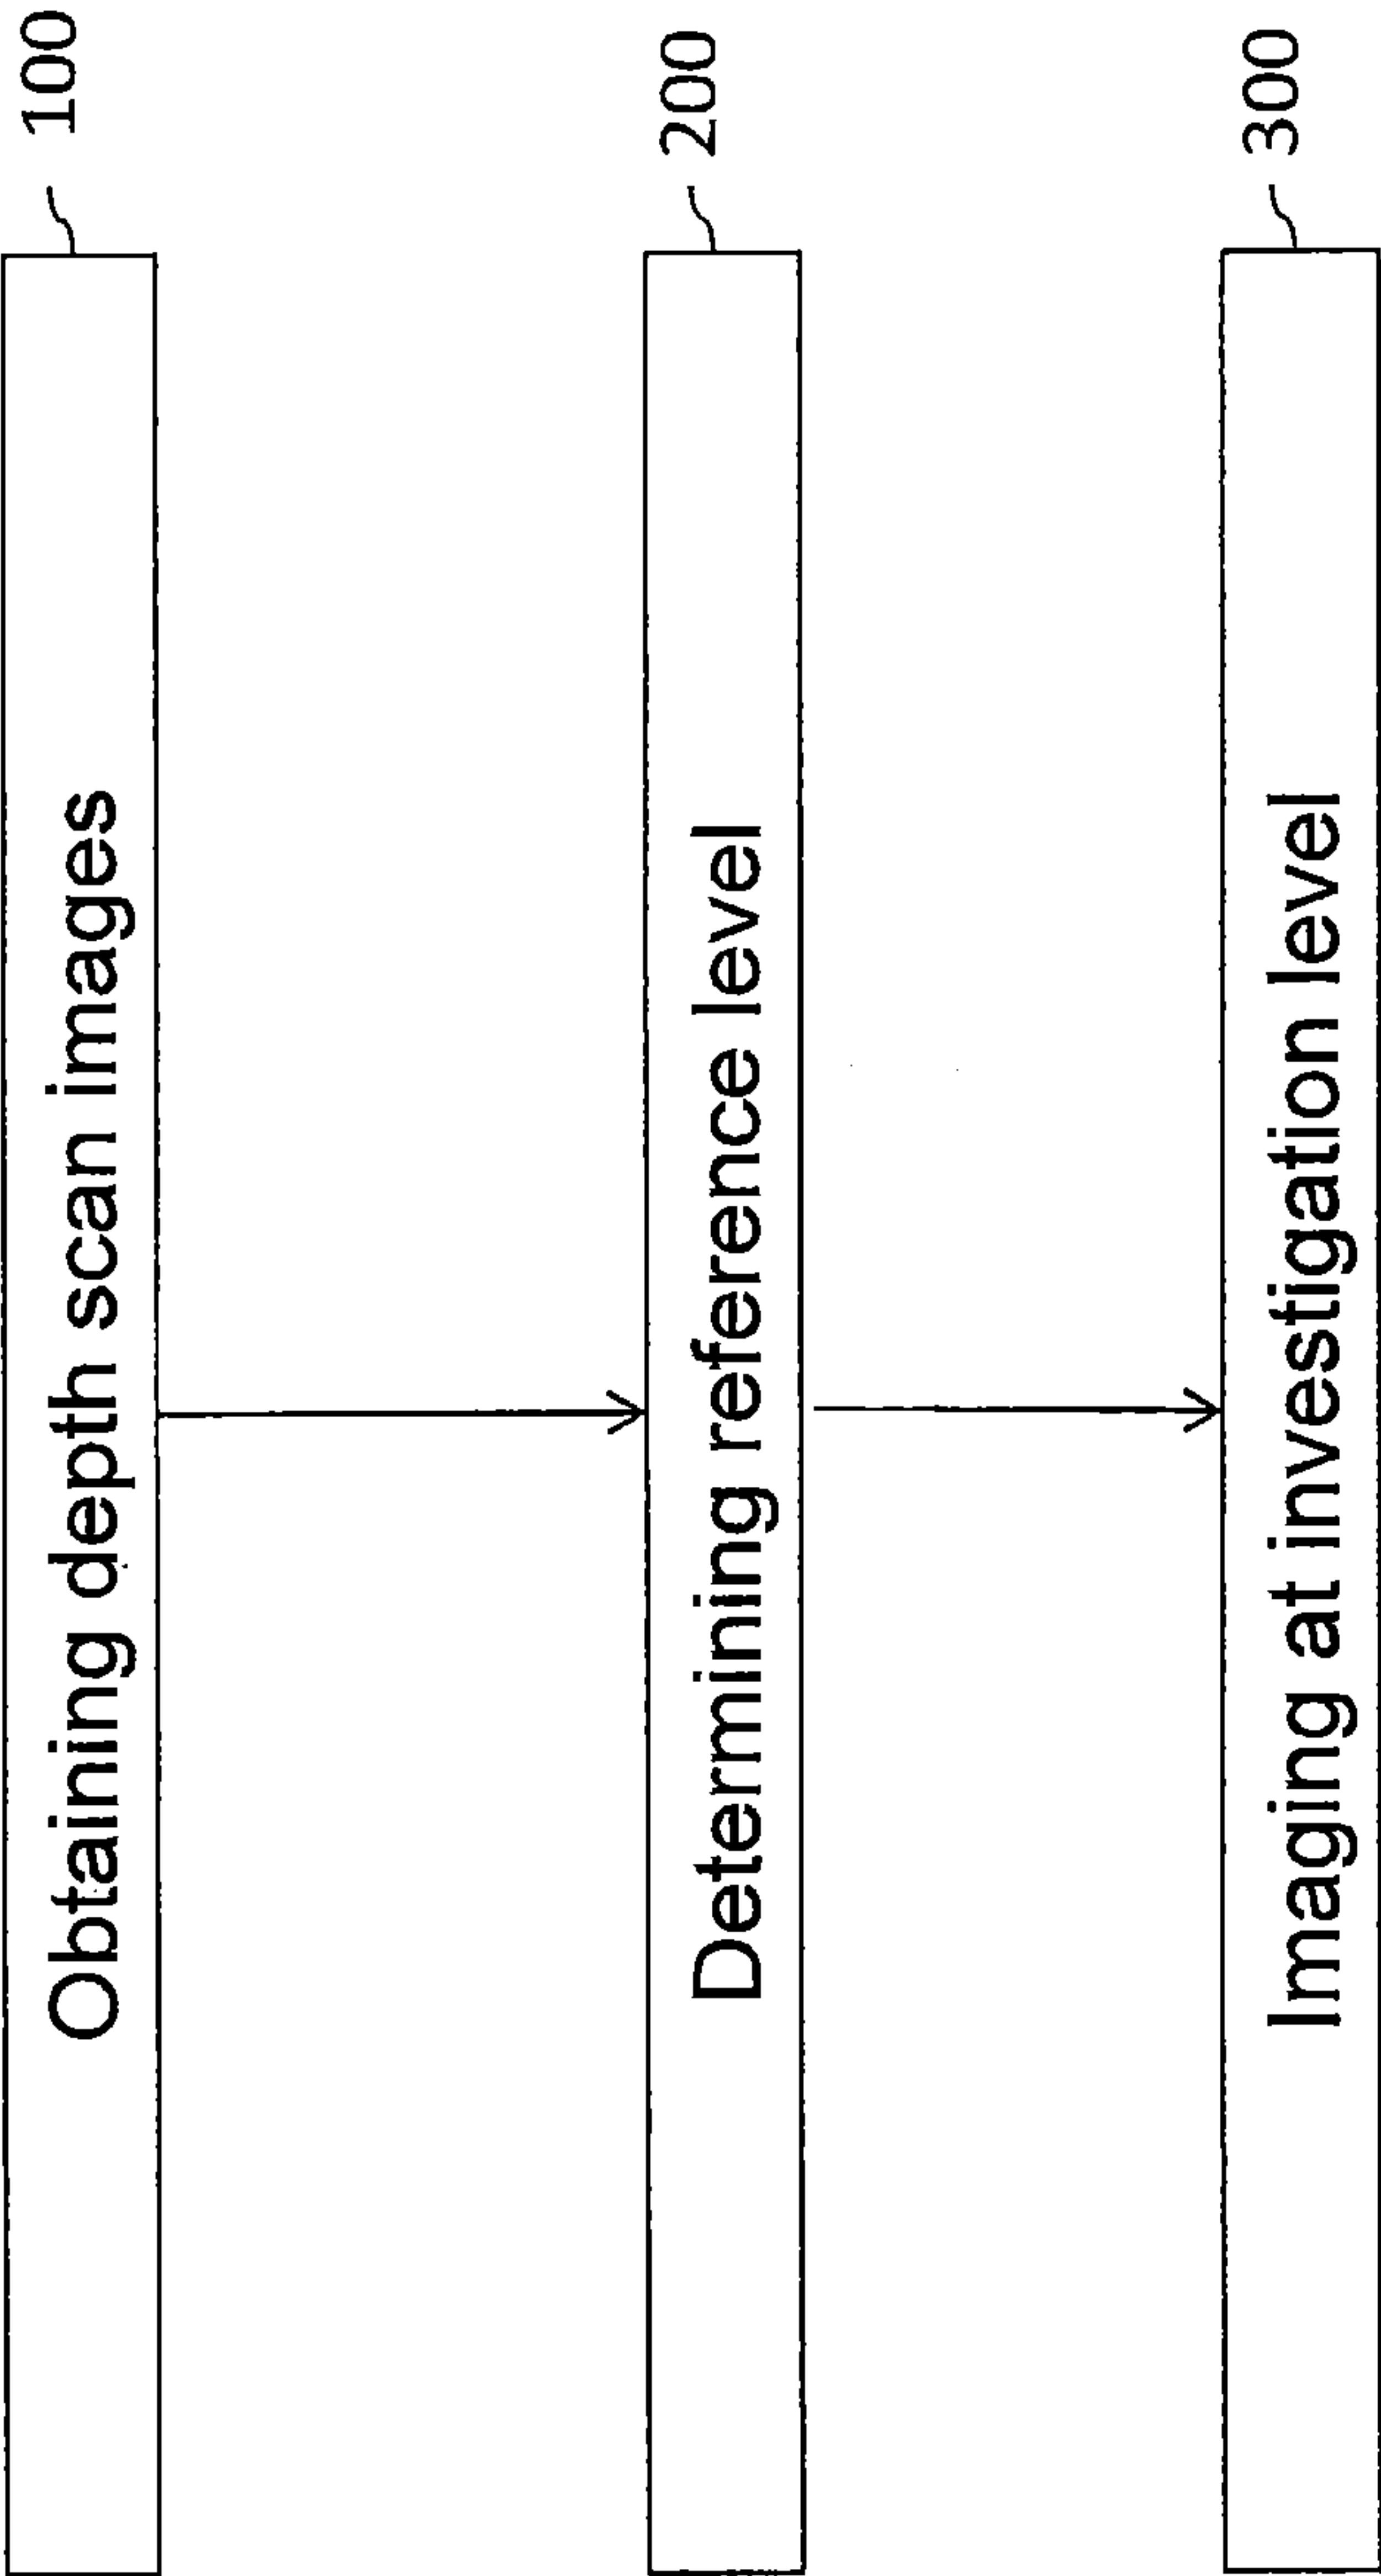 Obtaining depth scan images 100
Determining reference level 200
Imaging at investigation level 300